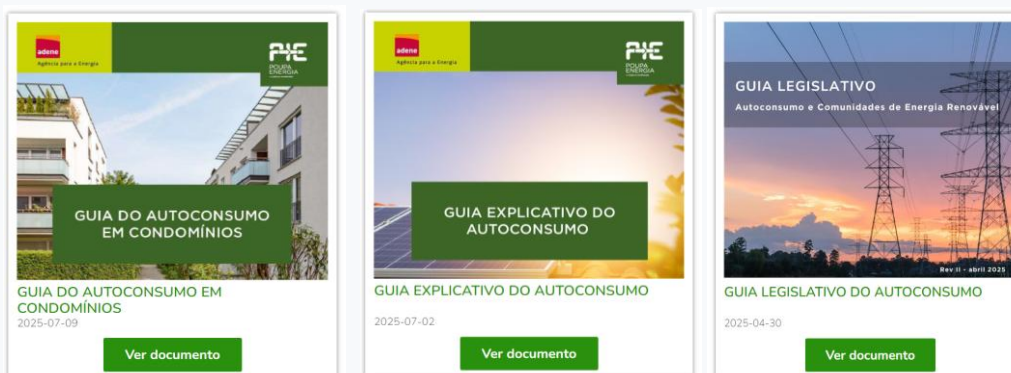 adene
Agência para a Energia
POUPA
ENERGIA
GUIA DO AUTOCONSUMO
EM CONDOMÍNIOS
GUIA DO AUTOCONSUMO EM
CONDOMÍNIOS
2025-07-09
Ver documento
adene
Agência para a Energia
POUPA
ENERGIA
GUIA EXPLICATIVO DO
AUTOCONSUMO
GUIA EXPLICATIVO DO AUTOCONSUMO
2025-07-02
Ver documento
GUIA LEGISLATIVO
Autoconsumo e Comunidades de Energia Renovável
Rev II - abril 2025
GUIA LEGISLATIVO DO AUTOCONSUMO
2025-04-30
Ver documento